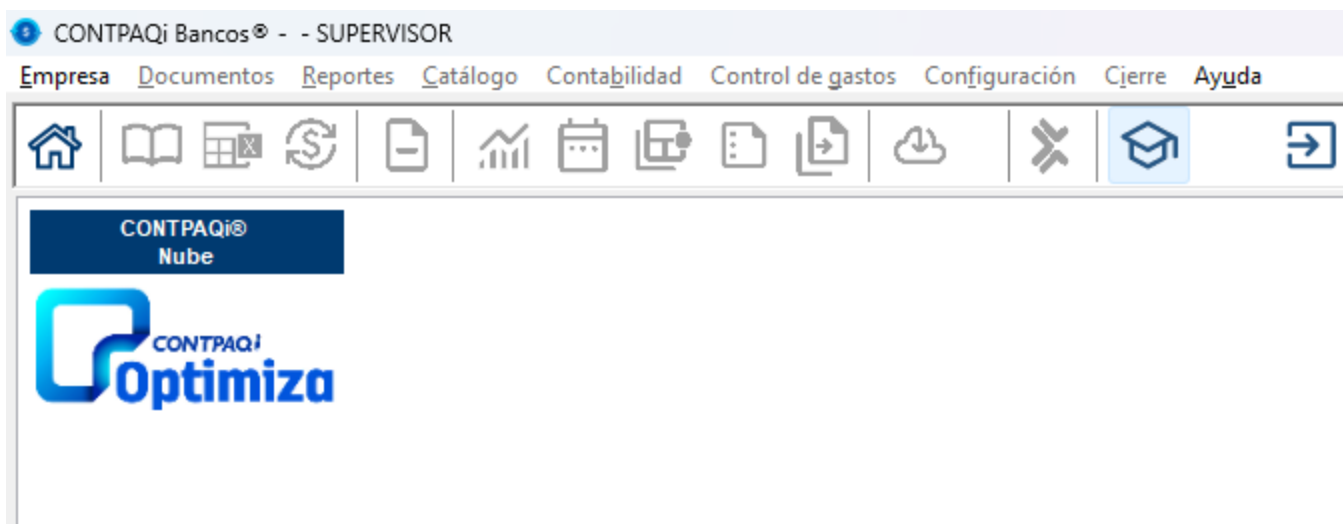 CONTPAQi Bancos® - - SUPERVISOR
Empresa Documentos Reportes Catálogo Contabilidad Control de gastos Configuración Cierre Ayuda
CONTPAQi®
Nube
CONTPAQi
Optimiza